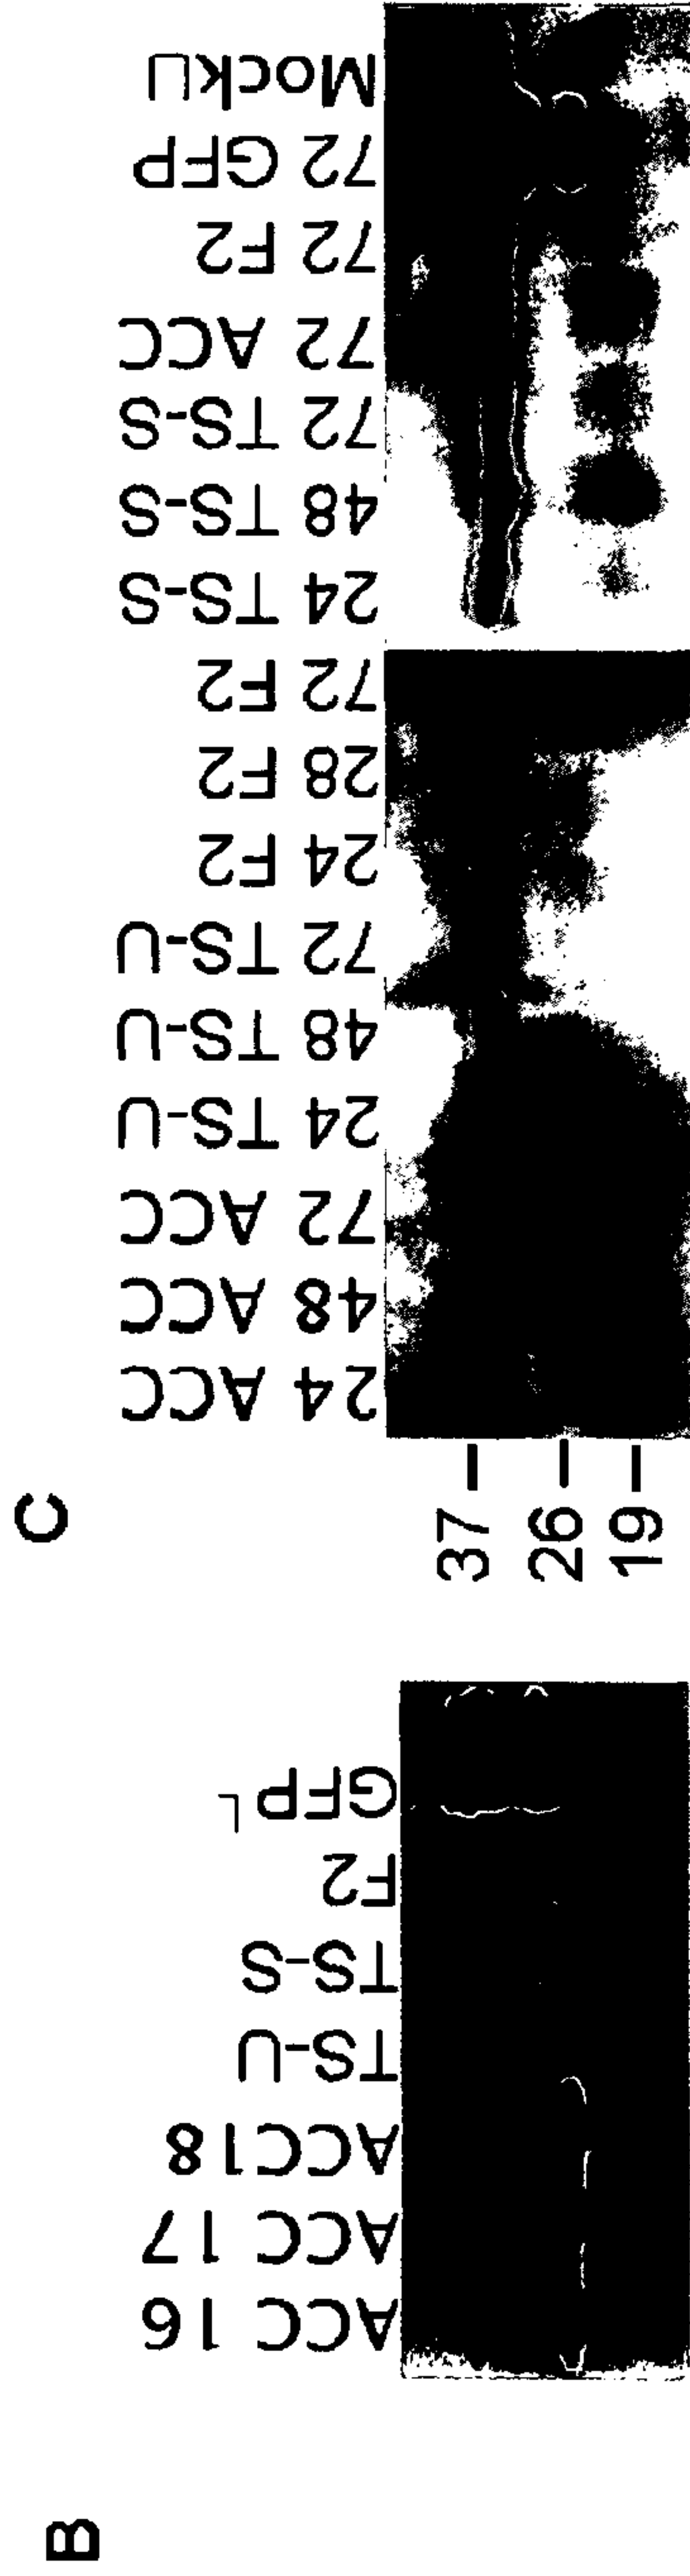 B
ACC 16
ACC 17
ACC18
TS-U
TS-S
F2
GFP
C
24 ACC
48 ACC
72 ACC
24 TS-U
48 TS-U
72 TS-U
24 F2
28 F2
72 F2
24 TS-S
48 TS-S
72 TS-S
72 ACC
72 F2
72 GFP
Mock
37
26
19